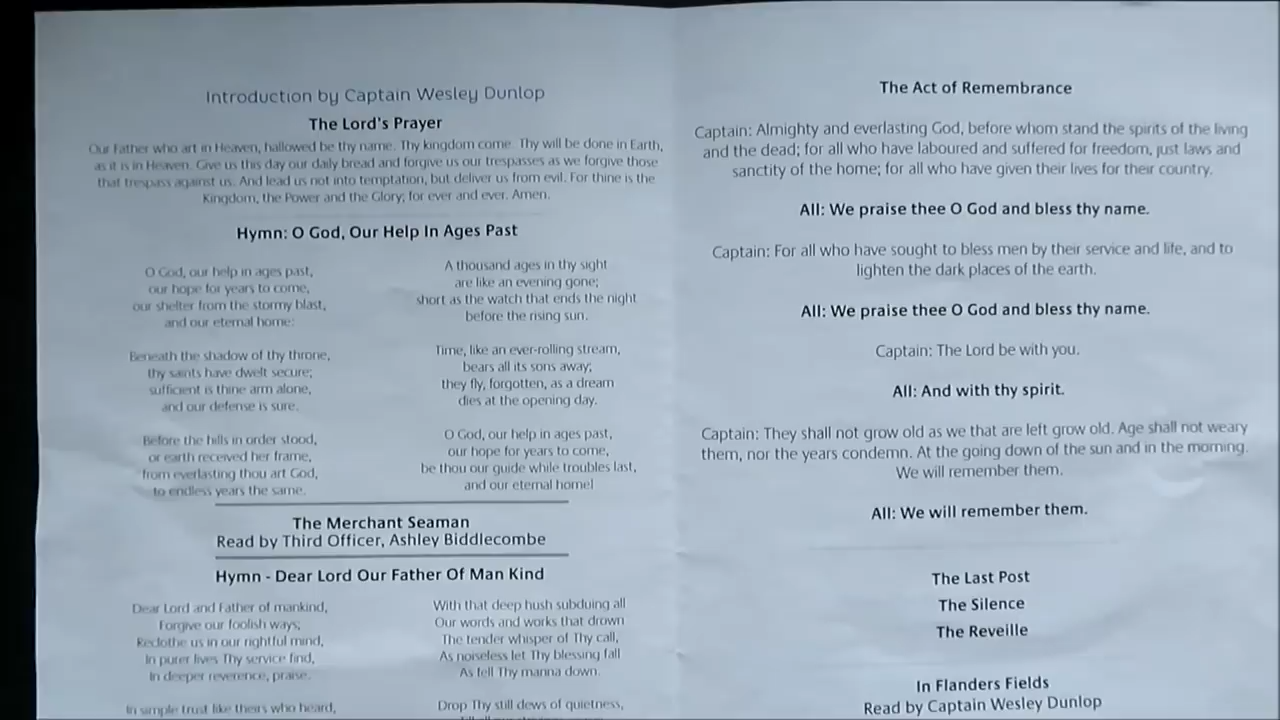 Introduction by Captain Wesley Dunlop
The Lord's Prayer
Our Father who art in Heaven, hallowed be thy name. Thy kingdom come. Thy will be done in Earth,
as it is in Heaven. Give us this day our daily bread and forgive us our trespasses as we forgive those
that trespass against us. And lead us not into temptation, but deliver us from evil. For thine is the
Kingdom, the Power and the Glory; for ever and ever. Amen.
Hymn: O God, Our Help In Ages Past
O God, our help in ages past,
our hope for years to come,
our shelter from the stormy blast,
and our eternal home:
Beneath the shadow of thy throne,
thy saints have dwelt secure;
sufficient is thine arm alone,
and our defense is sure.
Before the hills in order stood,
or earth received her frame,
from everlasting thou art God,
to endless years the same.
A thousand ages in thy sight
are like an evening gone;
short as the watch that ends the night
before the rising sun.
Time, like an ever-rolling stream,
bears all its sons away;
they fly, forgotten, as a dream
dies at the opening day.
O God, our help in ages past,
our hope for years to come,
be thou our guide while troubles last,
and our eternal home!
The Merchant Seaman
Read by Third Officer, Ashley Biddlecombe
Hymn - Dear Lord Our Father Of Man Kind
Dear Lord and Father of mankind,
Forgive our foolish ways;
Reclothe us in our rightful mind,
In purer lives Thy service find,
In deeper reverence, praise.
In simple trust like theirs who heard,
With that deep hush subduing all
Our words and works that drown
The tender whisper of Thy call,
As noiseless let Thy blessing fall
As fell Thy manna down.
Drop Thy still dews of quietness,
The Act of Remembrance
Captain: Almighty and everlasting God, before whom stand the spirits of the living
and the dead; for all who have laboured and suffered for freedom, just laws and
sanctity of the home; for all who have given their lives for their country.
All: We praise thee O God and bless thy name.
Captain: For all who have sought to bless men by their service and life, and to
lighten the dark places of the earth.
All: We praise thee O God and bless thy name.
Captain: The Lord be with you.
All: And with thy spirit.
Captain: They shall not grow old as we that are left grow old. Age shall not weary
them, nor the years condemn. At the going down of the sun and in the morning.
We will remember them.
All: We will remember them.
The Last Post
The Silence
The Reveille
In Flanders Fields
Read by Captain Wesley Dunlop